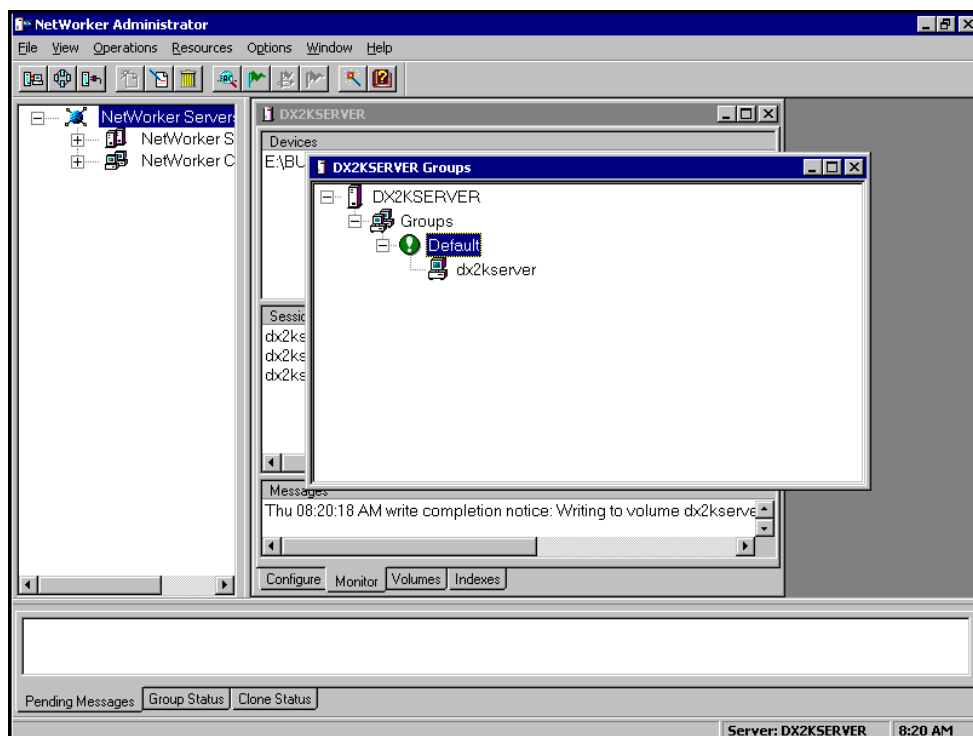 NetWorker Administrator
File View Operations Resources Options Window Help
NetWorker Server
NetWorker S
NetWorker C
DX2KSERVER
Devices
E:\BU
DX2KSERVER Groups
DX2KSERVER
Groups
Default
dx2kserver
Sessio
dx2ks
dx2ks
dx2ks
Messages
Thu 08:20:18 AM write completion notice: Writing to volume dx2kserve
Configure Monitor Volumes Indexes
Pending Messages Group Status Clone Status
Server: DX2KSERVER 8:20 AM